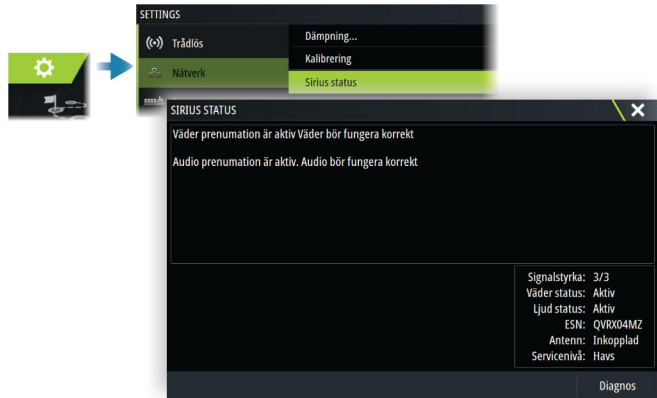 SETTINGS
Trådlös
Nätverk
Dämpning...
Kalibrering
Sirius status
SIRIUS STATUS
Väder prenumation är aktiv Väder bör fungera korrekt
Audio prenumation är aktiv. Audio bör fungera korrekt
Signalstyrka: 3/3
Väder status: Aktiv
Ljud status: Aktiv
ESN: QVRX04MZ
Antenn: Inkopplad
Servicenivå: Havs
Diagnos